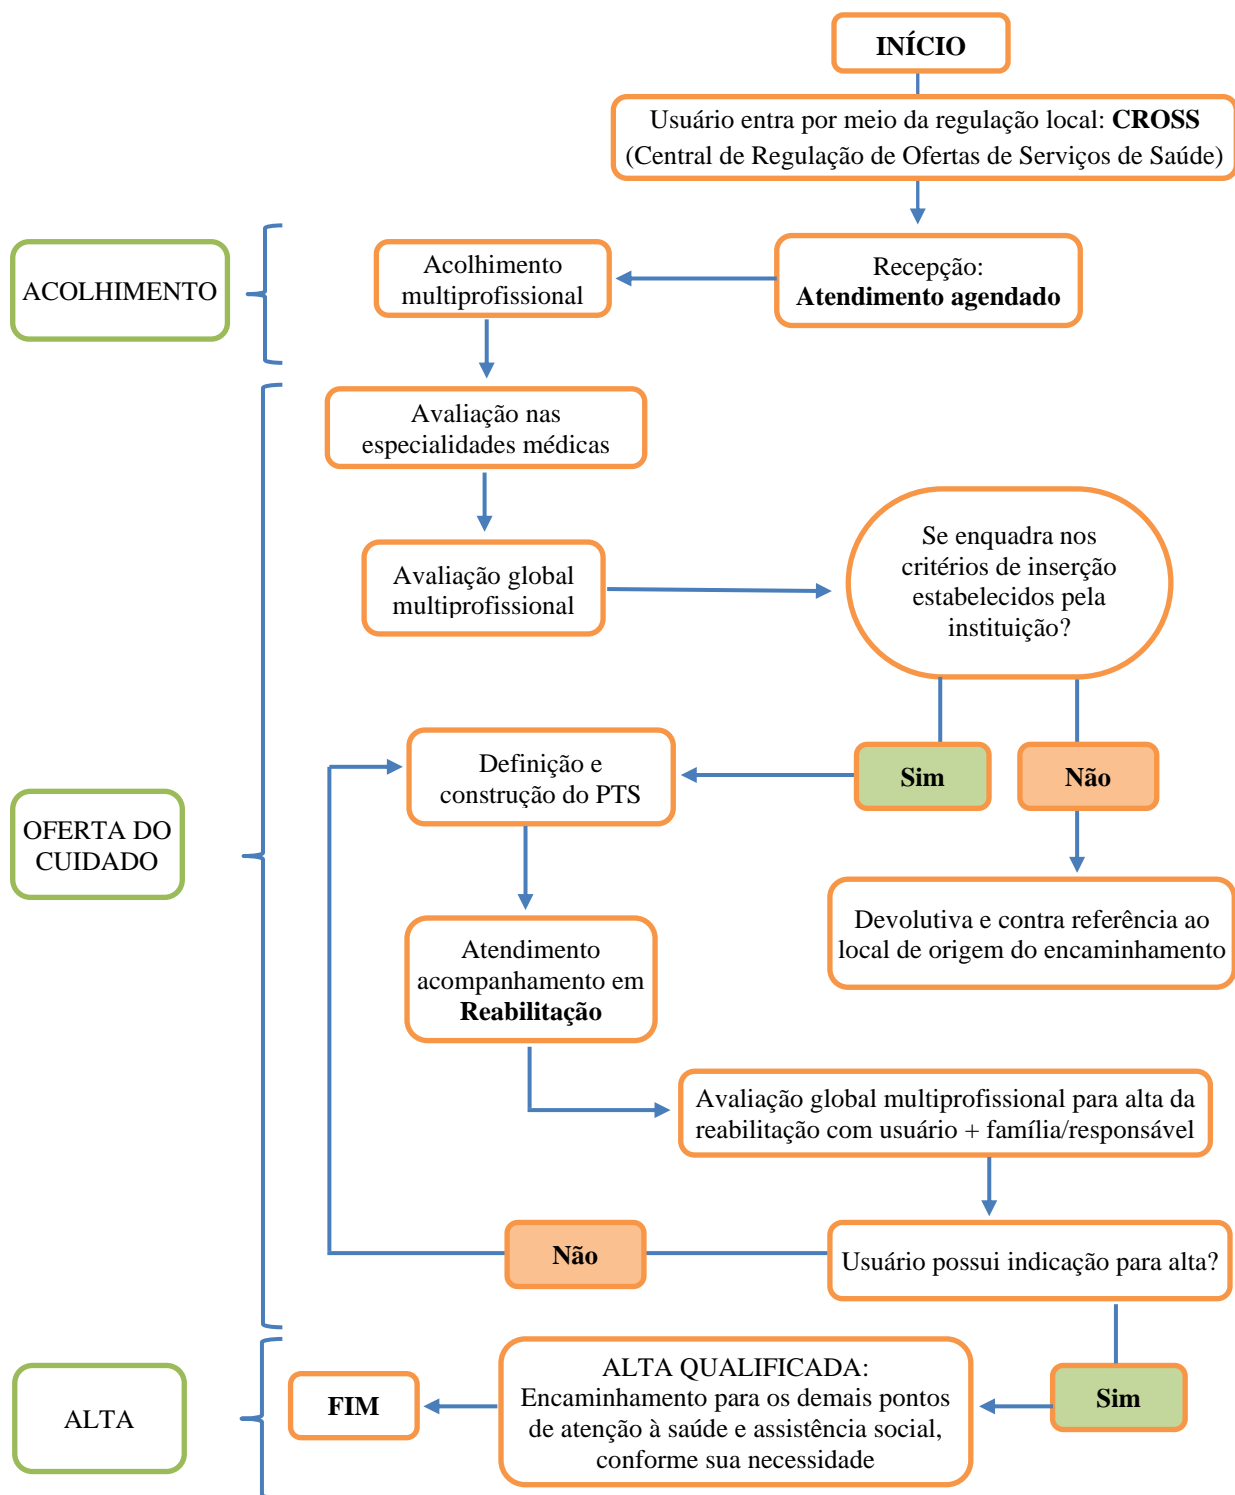 INÍCIO
Usuário entra por meio da regulação local: CROSS
(Central de Regulação de Ofertas de Serviços de Saúde)
ACOLHIMENTO
Acolhimento
multiprofissional
Recepção:
Atendimento agendado
Avaliação nas
especialidades médicas
Avaliação global
multiprofissional
Se enquadra nos
critérios de inserção
estabelecidos pela
instituição?
Definição e
construção do PTS
Sim
Não
OFERTA DO
CUIDADO
Atendimento
acompanhamento em
Reabilitação
Devolutiva e contra referência ao
local de origem do encaminhamento
Avaliação global multiprofissional para alta da
reabilitação com usuário + família/responsável
Não
Usuário possui indicação para alta?
ALTA
FIM
ALTA QUALIFICADA:
Encaminhamento para os demais pontos
de atenção à saúde e assistência social,
conforme sua necessidade
Sim